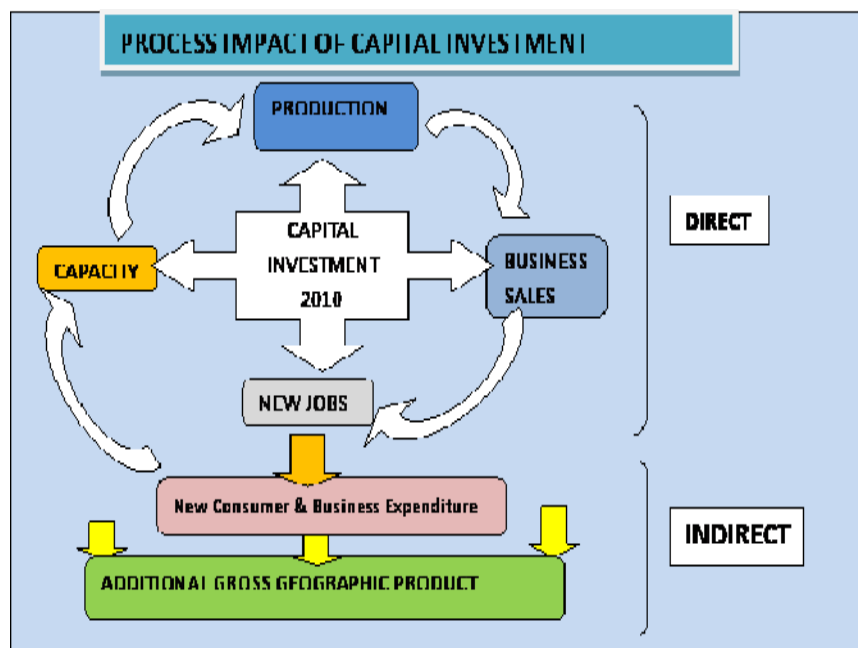 PROCESS IMPACT OF CAPITAL INVESTMENT
PRODUCTION
CAPITAL
INVESTMENT
2010
DIRECT
CAPACITY
BUSINESS
SALES
NEW JOBS
New Consumer & Business Expenditure
INDIRECT
ADDITIONAL GROSS GEOGRAPHIC PRODUCT